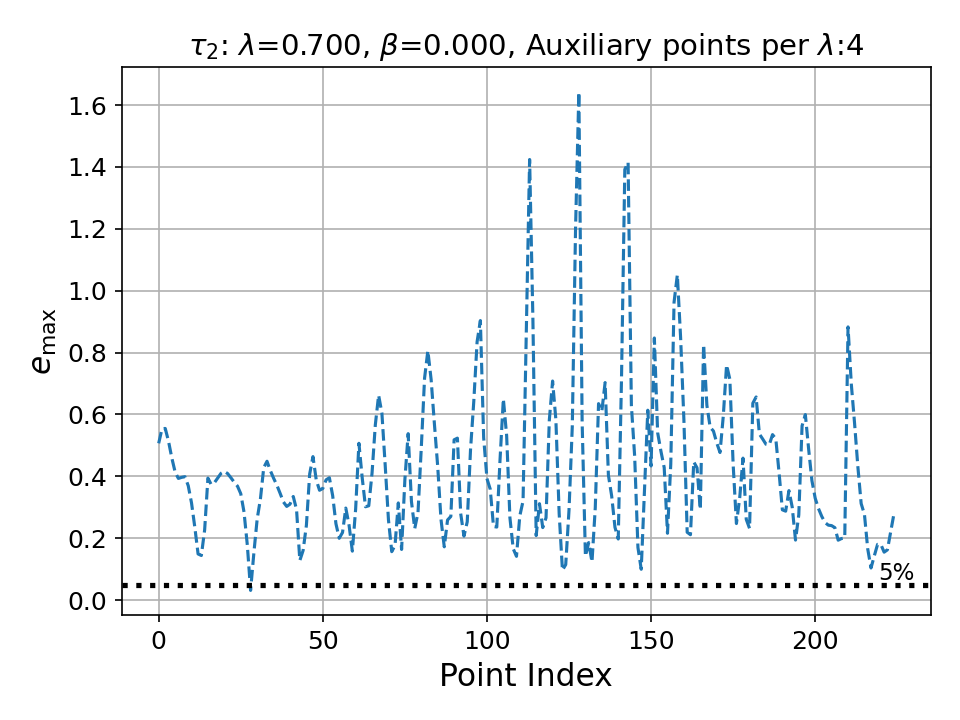 τ₂: λ=0.700, β=0.000, Auxiliary points per λ:4
e_max
1.6
1.4
1.2
1.0
0.8
0.6
0.4
0.2
0.0
5%
0 50 100 150 200
Point Index